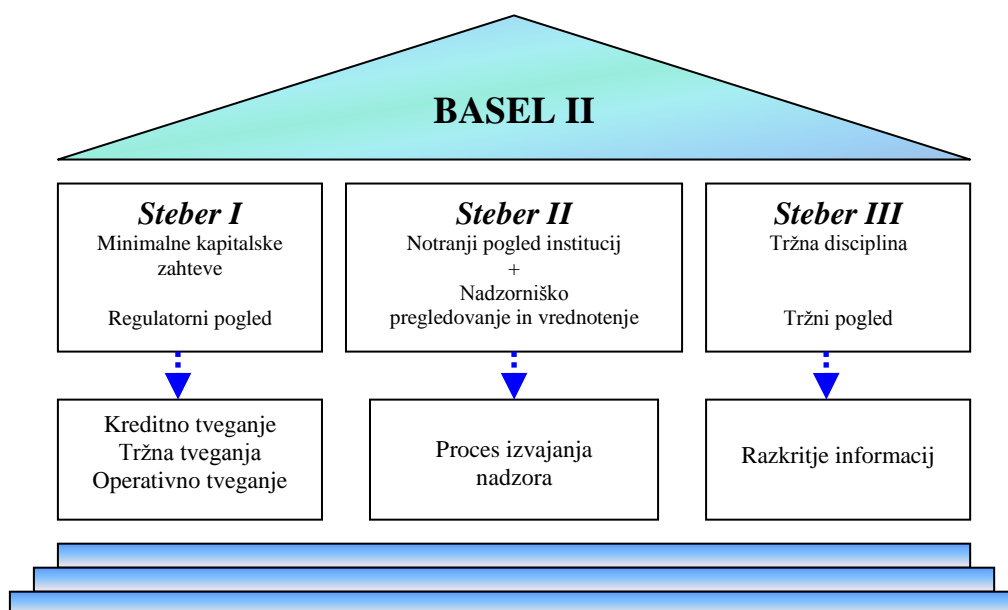 BASEL II
Steber I
Minimalne kapitalske
zahteve
Regulatorni pogled
Steber II
Notranji pogled institucij
+
Nadzorniško
pregledovanje in vrednotenje
Steber III
Tržna disciplina
Tržni pogled
Kreditno tveganje
Tržna tveganja
Operativno tveganje
Proces izvajanja
nadzora
Razkritje informacij